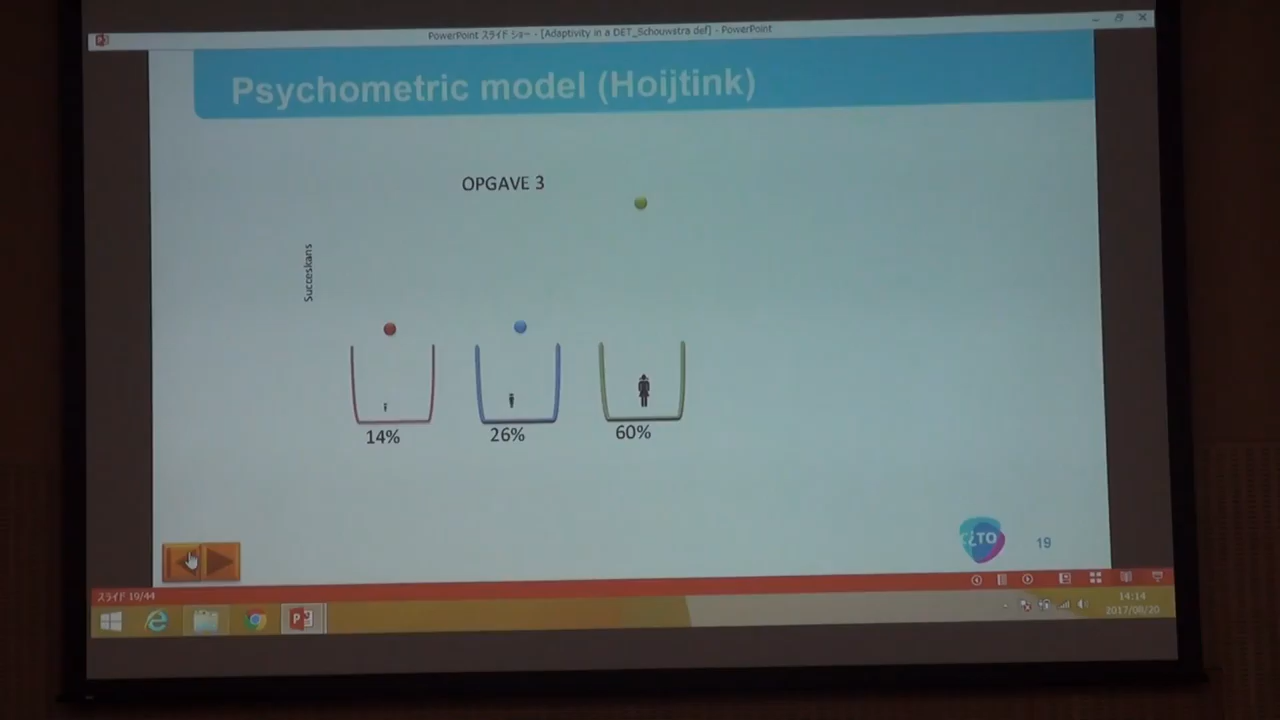 PowerPoint スライド ショー - [Adaptivity in a DET_Schouwstra def] - PowerPoint
Psychometric model (Hoijtink)
OPGAVE 3
Succeskans
14%
26%
60%
CITO
19
スライド 19/44
14:14
2017/08/20